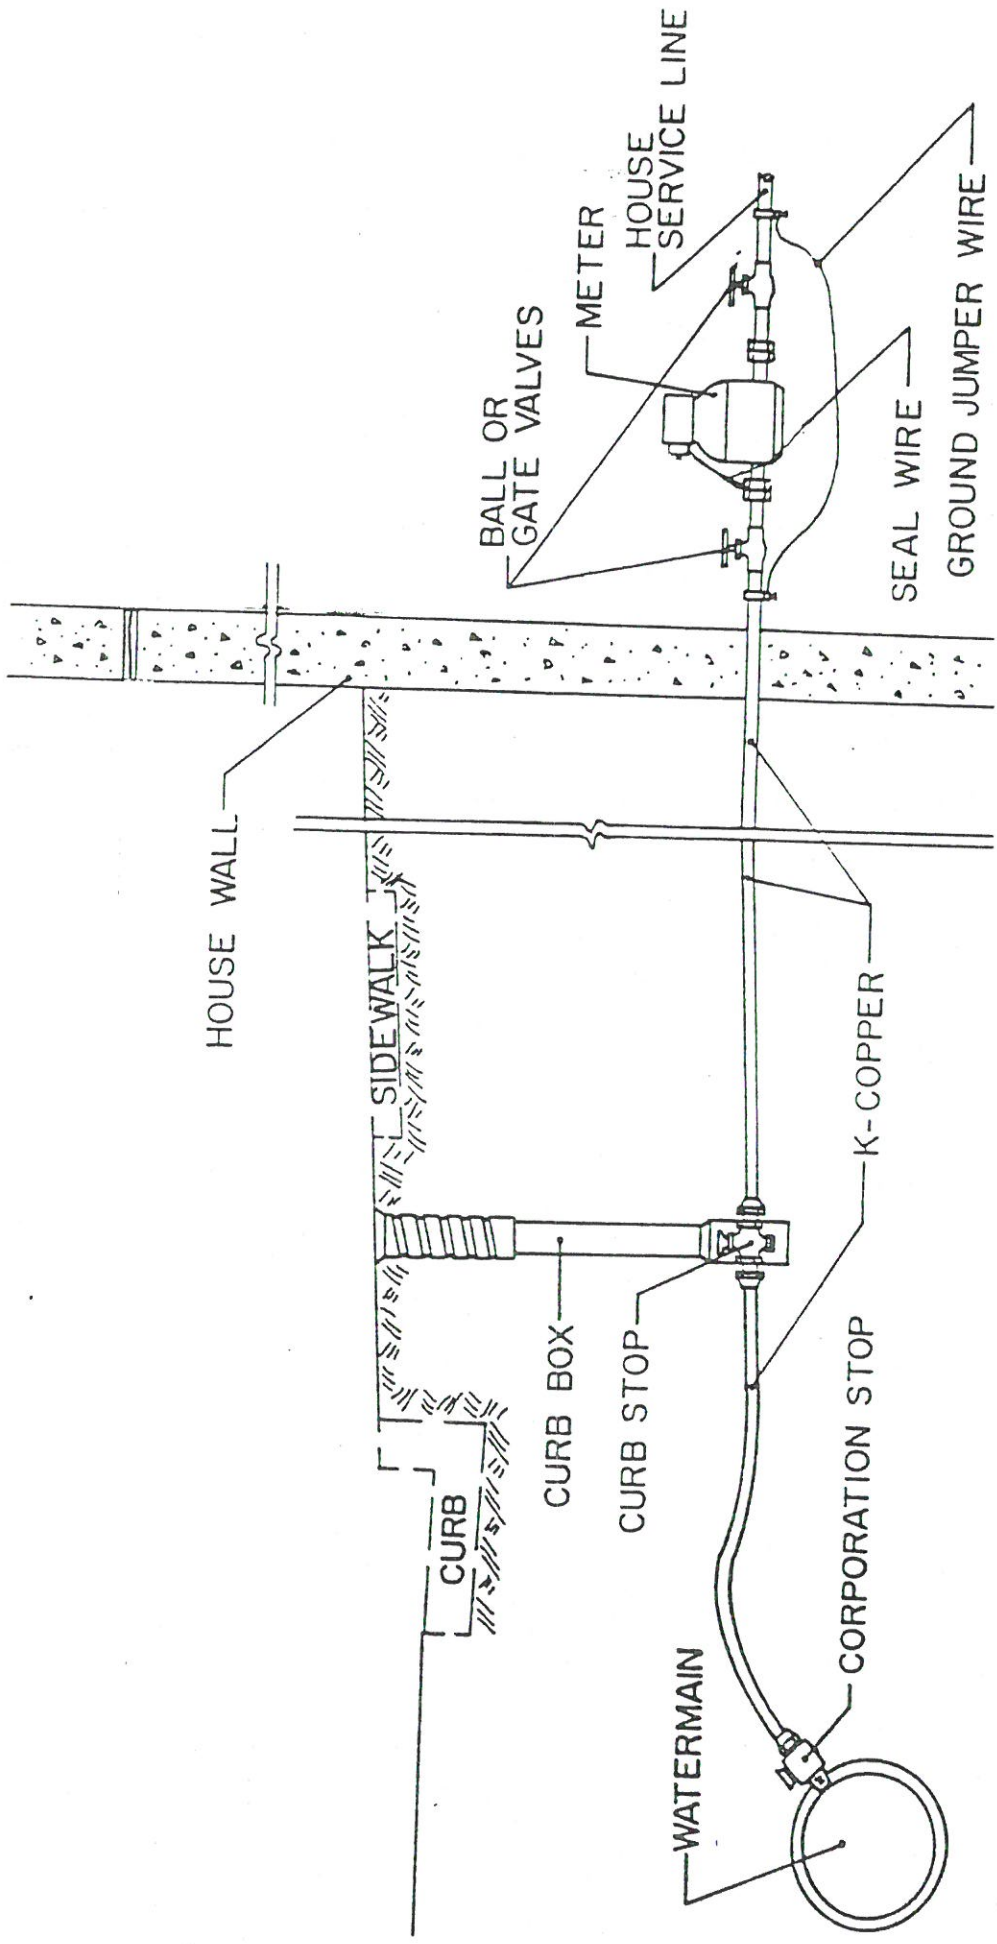 HOUSE WALL
SIDEWALK
CURB
BALL OR
GATE VALVES
METER
HOUSE
SERVICE LINE
CURB BOX
CURB STOP
K-COPPER
SEAL WIRE
GROUND JUMPER WIRE
WATERMAIN
CORPORATION STOP